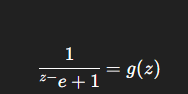 1
z−e + 1 = g(z)